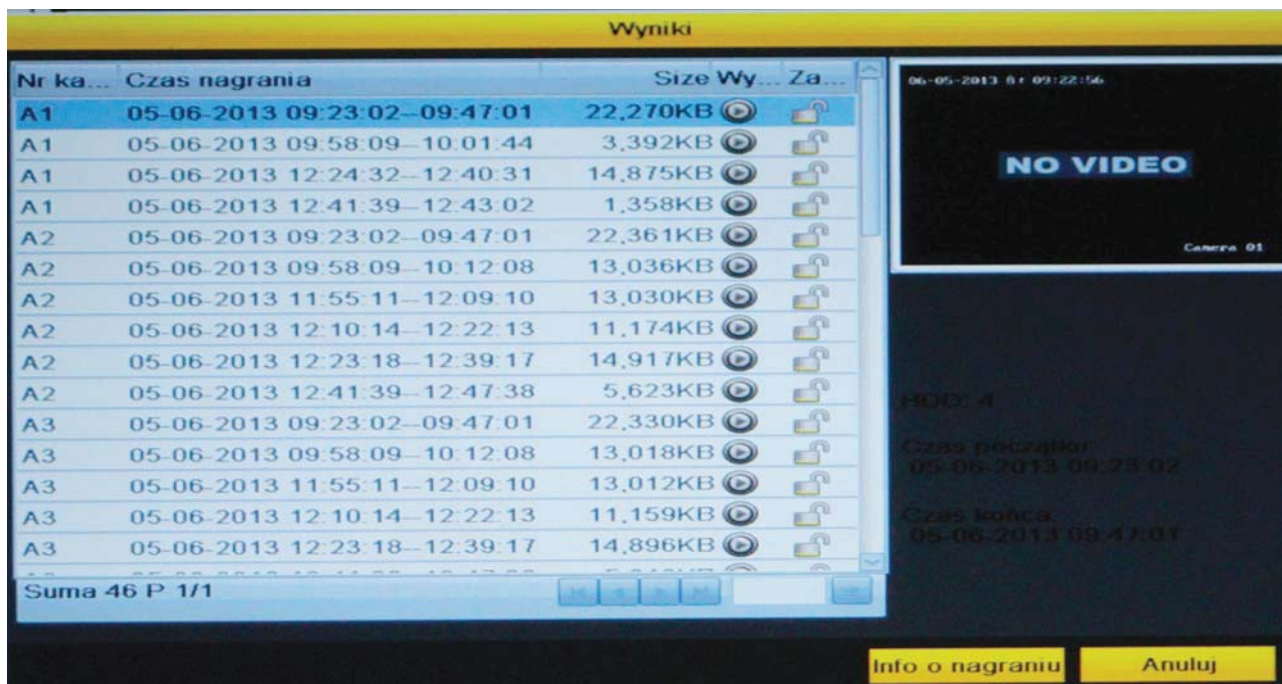 Wyniki
Nr ka... Czas nagrania Size Wy... Za...
A1 05-06-2013 09:23:02--09:47:01 22,270KB
A1 05-06-2013 09:58:09--10:01:44 3,392KB
A1 05-06-2013 12:24:32--12:40:31 14,875KB
A1 05-06-2013 12:41:39--12:43:02 1,358KB
A2 05-06-2013 09:23:02--09:47:01 22,361KB
A2 05-06-2013 09:58:09--10:12:08 13,036KB
A2 05-06-2013 11:55:11--12:09:10 13,030KB
A2 05-06-2013 12:10:14--12:22:13 11,174KB
A2 05-06-2013 12:23:18--12:39:17 14,917KB
A2 05-06-2013 12:41:39--12:47:38 5,623KB
A3 05-06-2013 09:23:02--09:47:01 22,330KB
A3 05-06-2013 09:58:09--10:12:08 13,018KB
A3 05-06-2013 11:55:11--12:09:10 13,012KB
A3 05-06-2013 12:10:14--12:22:13 11,159KB
A3 05-06-2013 12:23:18--12:39:17 14,896KB
Suma 46 P 1/1
06-05-2013 śr 09:22:56
NO VIDEO
Camera 01
HDD: 4
Czas początku:
05-06-2013 09:23:02
Czas końca:
05-06-2013 09:47:01
Info o nagraniu
Anuluj